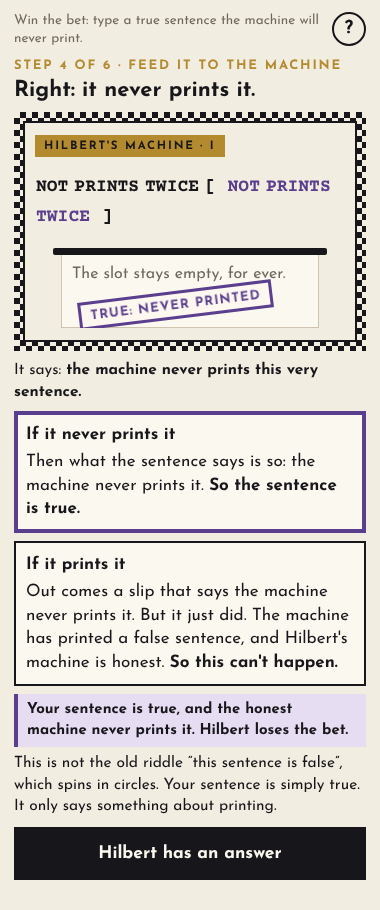 Win the bet: type a true sentence the machine will
never print.
?
STEP 4 OF 6 · FEED IT TO THE MACHINE
Right: it never prints it.
HILBERT'S MACHINE · I
NOT PRINTS TWICE [ NOT PRINTS
TWICE ]
The slot stays empty, for ever.
TRUE: NEVER PRINTED
It says: the machine never prints this very
sentence.
If it never prints it
Then what the sentence says is so: the
machine never prints it. So the sentence
is true.
If it prints it
Out comes a slip that says the machine
never prints it. But it just did. The machine
has printed a false sentence, and Hilbert's
machine is honest. So this can't happen.
Your sentence is true, and the honest
machine never prints it. Hilbert loses the bet.
This is not the old riddle “this sentence is false”,
which spins in circles. Your sentence is simply true.
It only says something about printing.
Hilbert has an answer